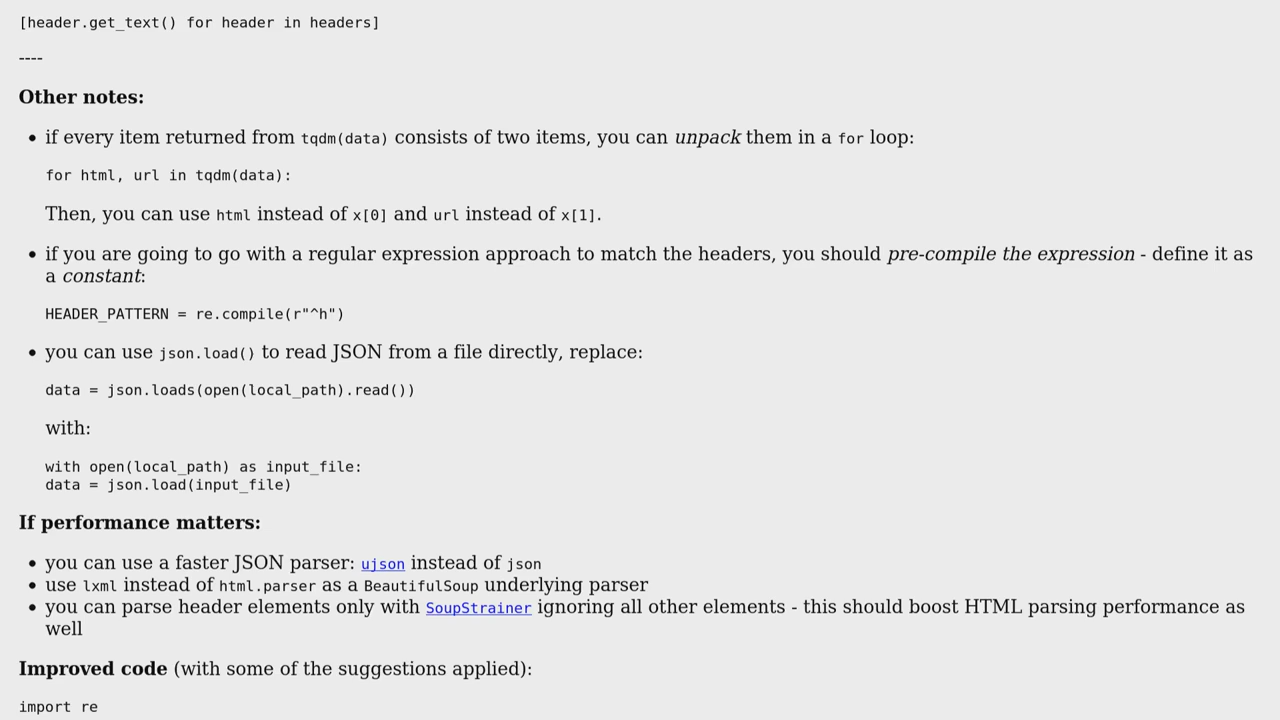 [header.get_text() for header in headers]
----
Other notes:
• if every item returned from tqdm(data) consists of two items, you can unpack them in a for loop:
for html, url in tqdm(data):
Then, you can use html instead of x[0] and url instead of x[1].
• if you are going to go with a regular expression approach to match the headers, you should pre-compile the expression - define it as
a constant:
HEADER_PATTERN = re.compile(r"^h")
• you can use json.load() to read JSON from a file directly, replace:
data = json.loads(open(local_path).read())
with:
with open(local_path) as input_file:
data = json.load(input_file)
If performance matters:
• you can use a faster JSON parser: ujson instead of json
• use lxml instead of html.parser as a BeautifulSoup underlying parser
• you can parse header elements only with SoupStrainer ignoring all other elements - this should boost HTML parsing performance as
well
Improved code (with some of the suggestions applied):
import re